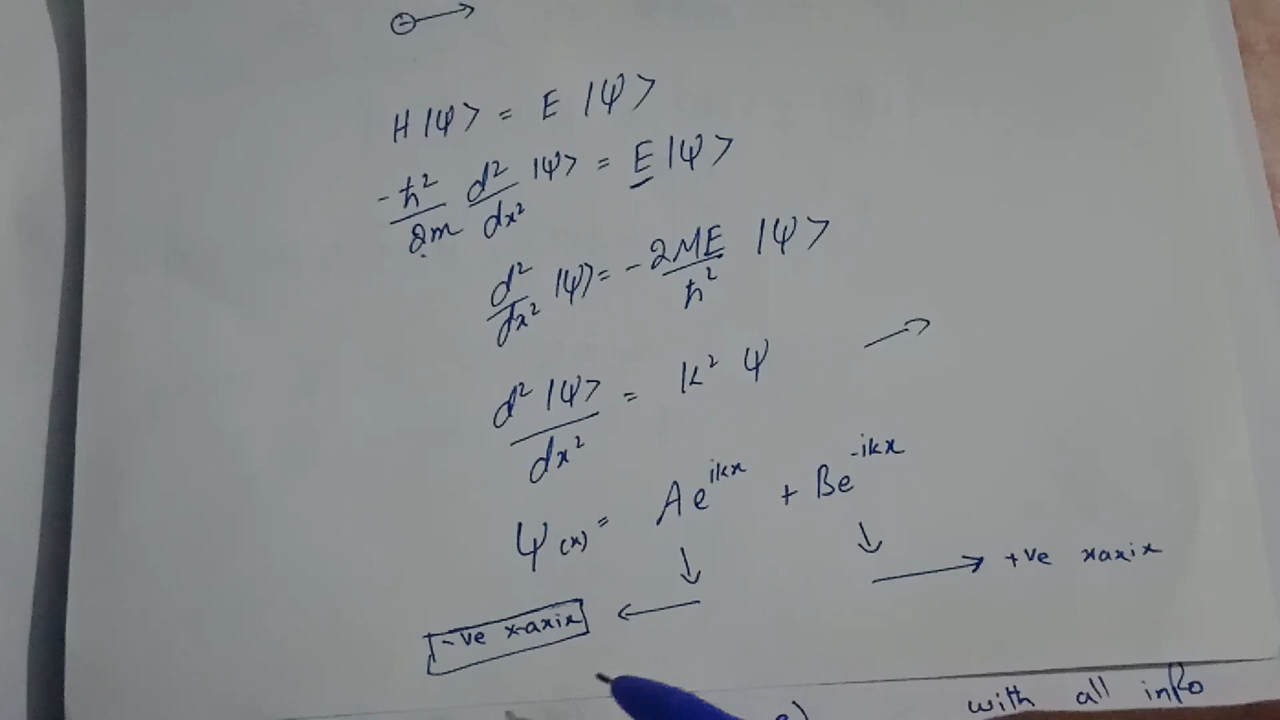 H |ψ> = E |ψ>
-ħ²/2m d²/dx² |ψ> = E |ψ>
d²/dx² |ψ> = -2ME/ħ² |ψ>
d² |ψ>/dx² = k² ψ
ψ(x) = Ae^ikx + Be^-ikx
+ve xaxix
-ve x-axix
with all info